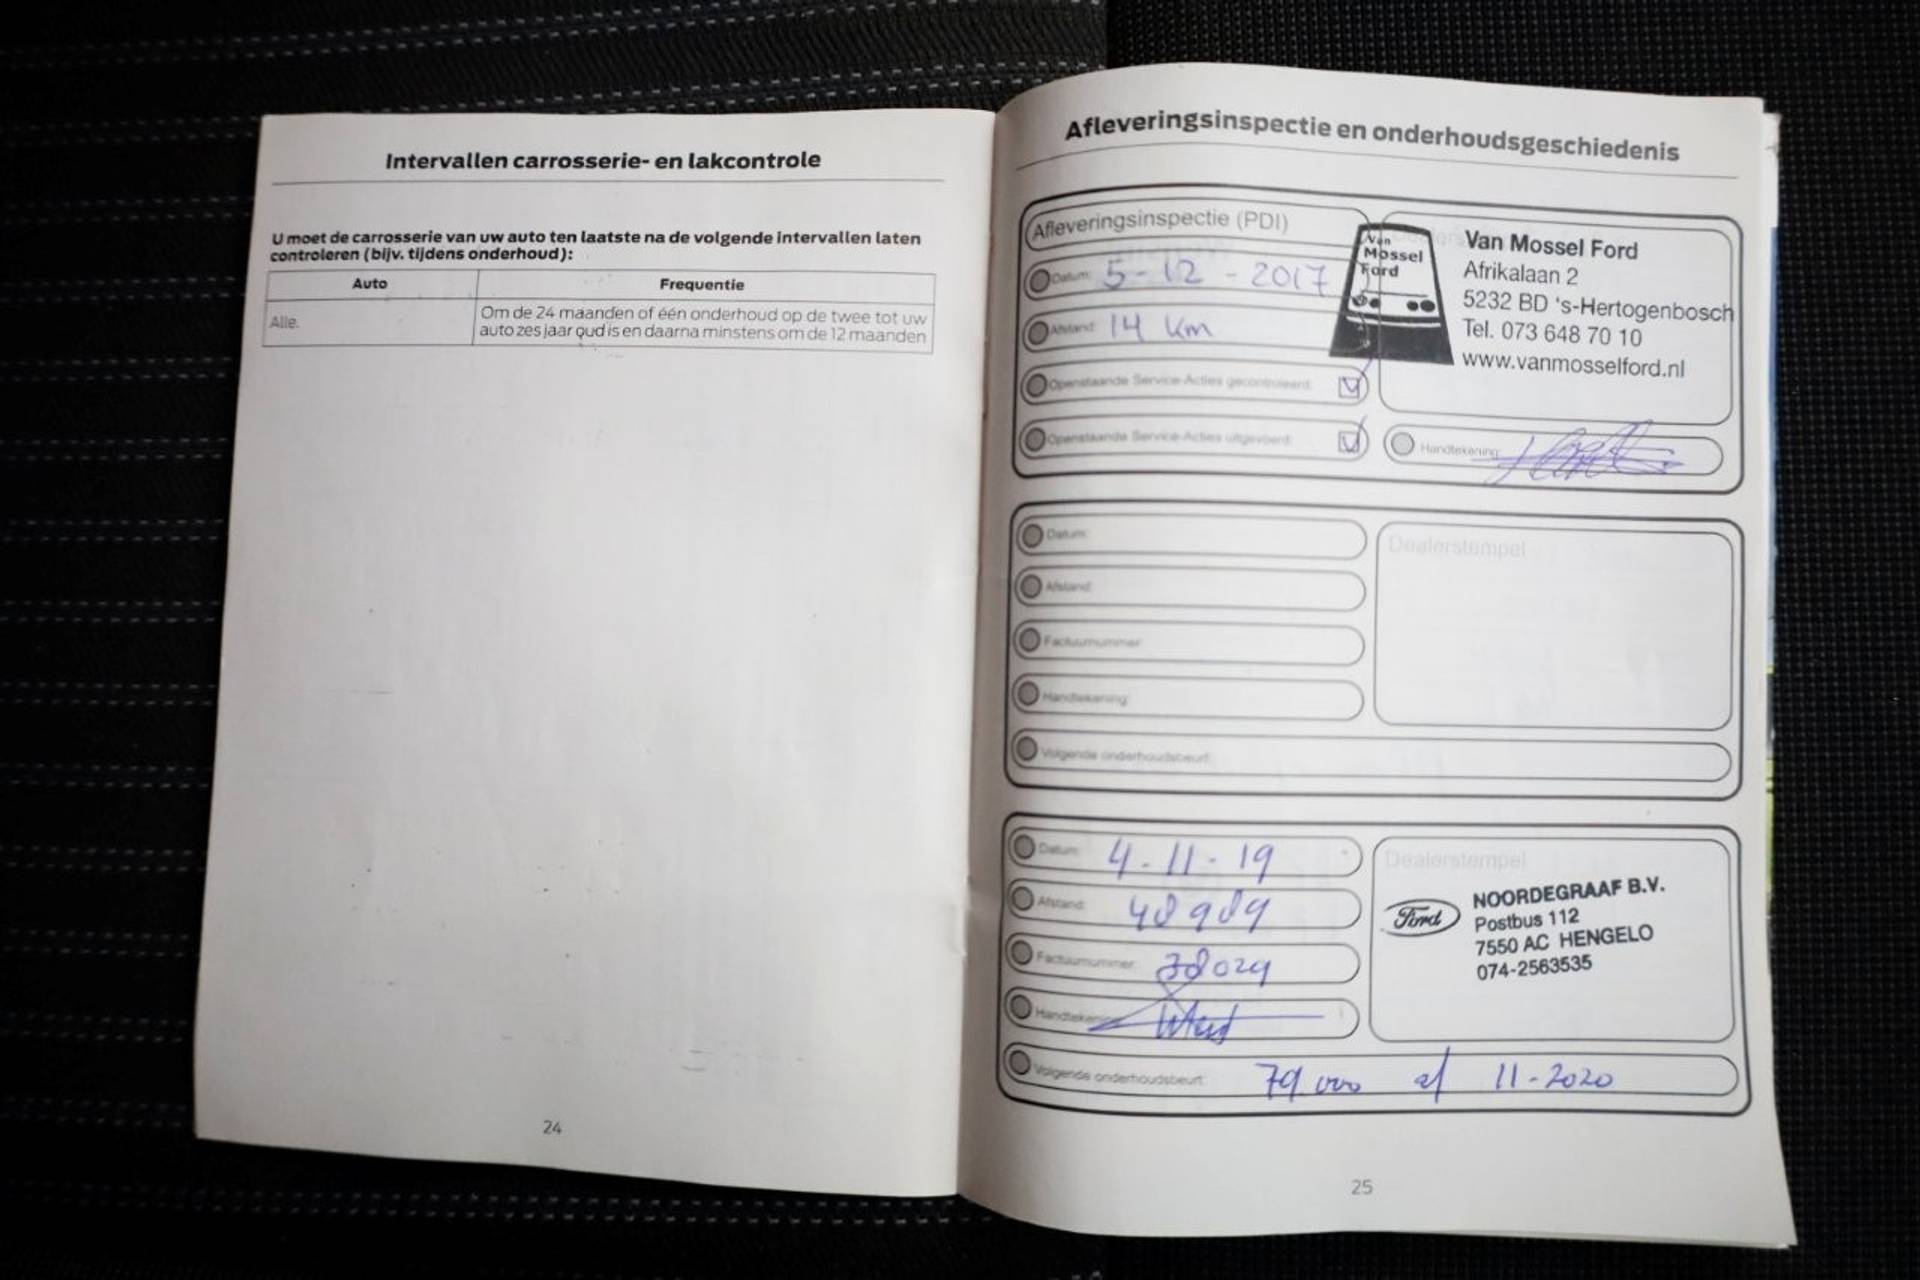 Intervallen carrosserie- en lakcontrole
U moet de carrosserie van uw auto ten laatste na de volgende intervallen laten
controleren (bijv. tijdens onderhoud):
Auto Frequentie
Alle. Om de 24 maanden of één onderhoud op de twee tot uw
auto zes jaar oud is en daarna minstens om de 12 maanden
24
Afleveringsinspectie en onderhoudsgeschiedenis
Afleveringsinspectie (PDI)
Datum: 5-12-2017
Afstand: 14 km
Openstaande Service-Acties gecontroleerd:
Openstaande Service-Acties uitgevoerd:
Van
Mossel
Ford
Van Mossel Ford
Afrikalaan 2
5232 BD 's-Hertogenbosch
Tel. 073 648 70 10
www.vanmosselford.nl
Handtekening:
Datum:
Afstand:
Factuurnummer:
Handtekening:
Dealerstempel
Volgende onderhoudsbeurt:
Datum: 4-11-19
Afstand: 48989
Factuurnummer: 78029
Handtekening:
Dealerstempel
Ford
NOORDEGRAAF B.V.
Postbus 112
7550 AC HENGELO
074-2563535
Volgende onderhoudsbeurt: 79.000 of 11-2020
25